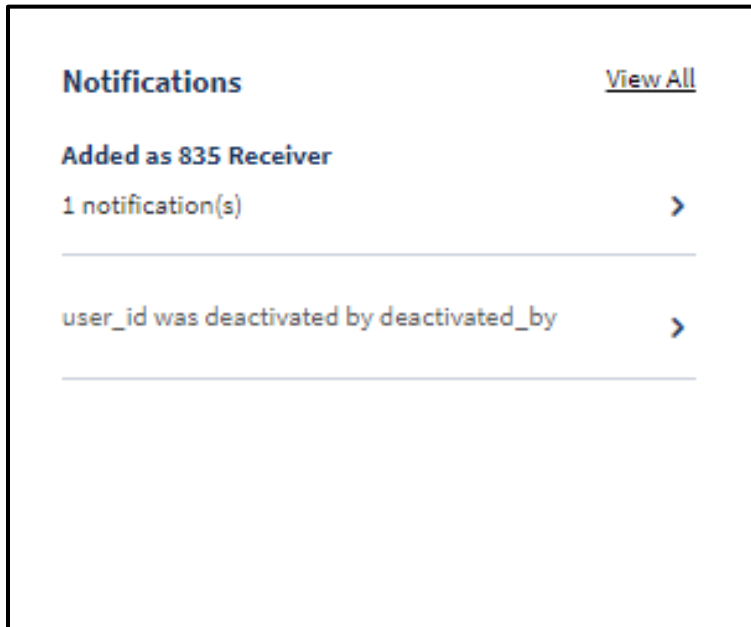 Notifications View All
Added as 835 Receiver
1 notification(s)
user_id was deactivated by deactivated_by